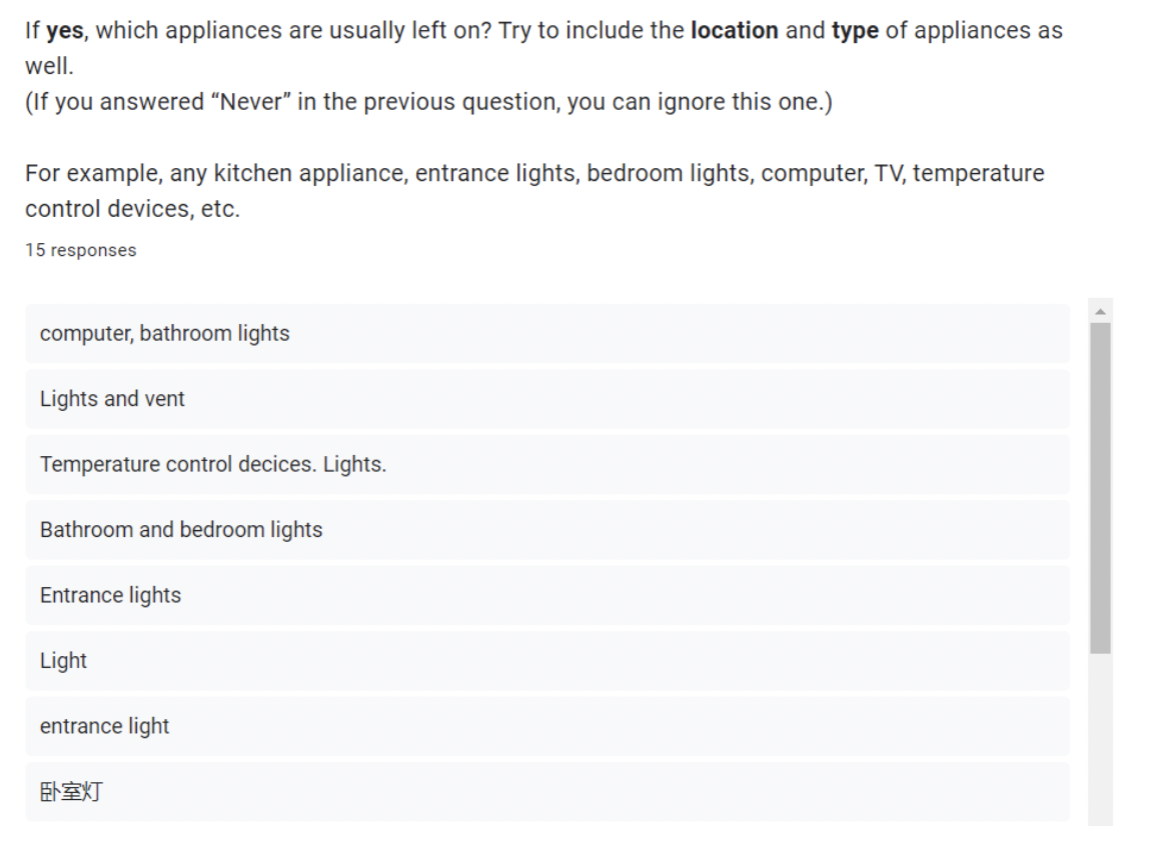 If yes, which appliances are usually left on? Try to include the location and type of appliances as
well.
(If you answered “Never” in the previous question, you can ignore this one.)
For example, any kitchen appliance, entrance lights, bedroom lights, computer, TV, temperature
control devices, etc.
15 responses
computer, bathroom lights
Lights and vent
Temperature control decices. Lights.
Bathroom and bedroom lights
Entrance lights
Light
entrance light
卧室灯